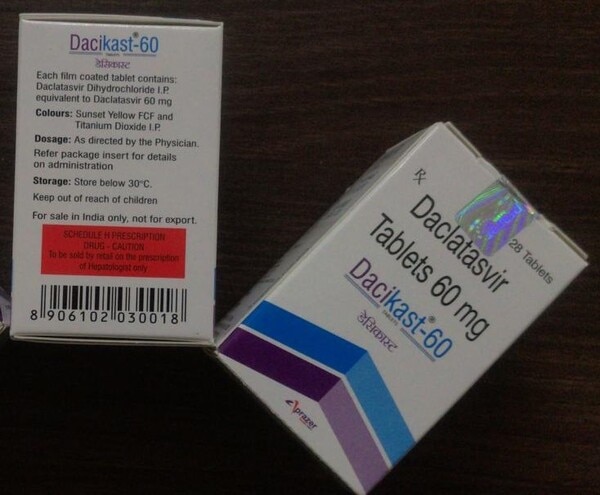 Dacikast®-60
TABLETS
डेसिकास्ट
Each film coated tablet contains:
Daclatasvir Dihydrochloride I.P.
equivalent to Daclatasvir 60 mg
Colours: Sunset Yellow FCF and
Titanium Dioxide I.P.
Dosage: As directed by the Physician.
Refer package insert for details
on administration
Storage: Store below 30°C.
Keep out of reach of children
For sale in India only, not for export.
SCHEDULE H PRESCRIPTION
DRUG - CAUTION
To be sold by retail on the prescription
of Hepatologist only
8 906102 030018
Rx
28 Tablets
Daclatasvir
Tablets 60 mg
Dacikast®-60
TABLETS
डेसिकास्ट
Aprazer